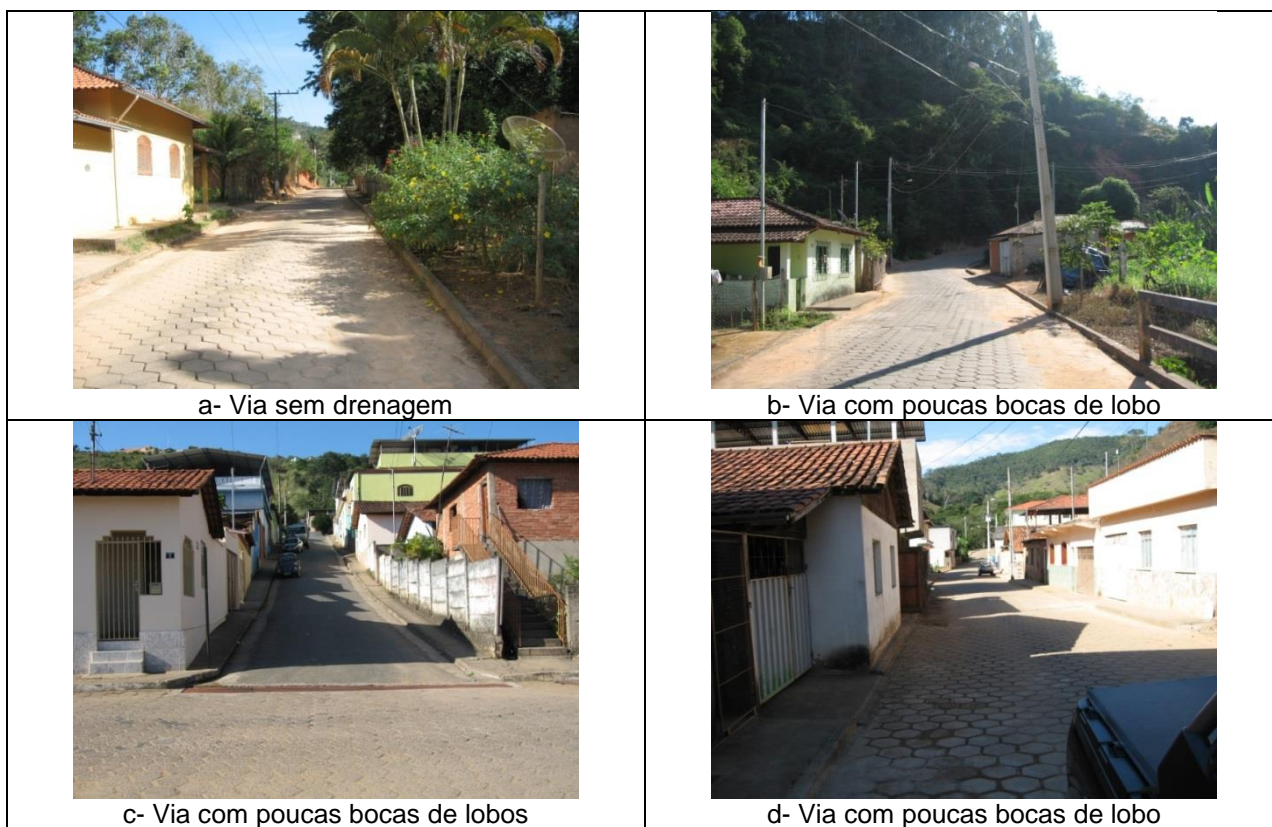 a- Via sem drenagem
b- Via com poucas bocas de lobo
c- Via com poucas bocas de lobos
d- Via com poucas bocas de lobo